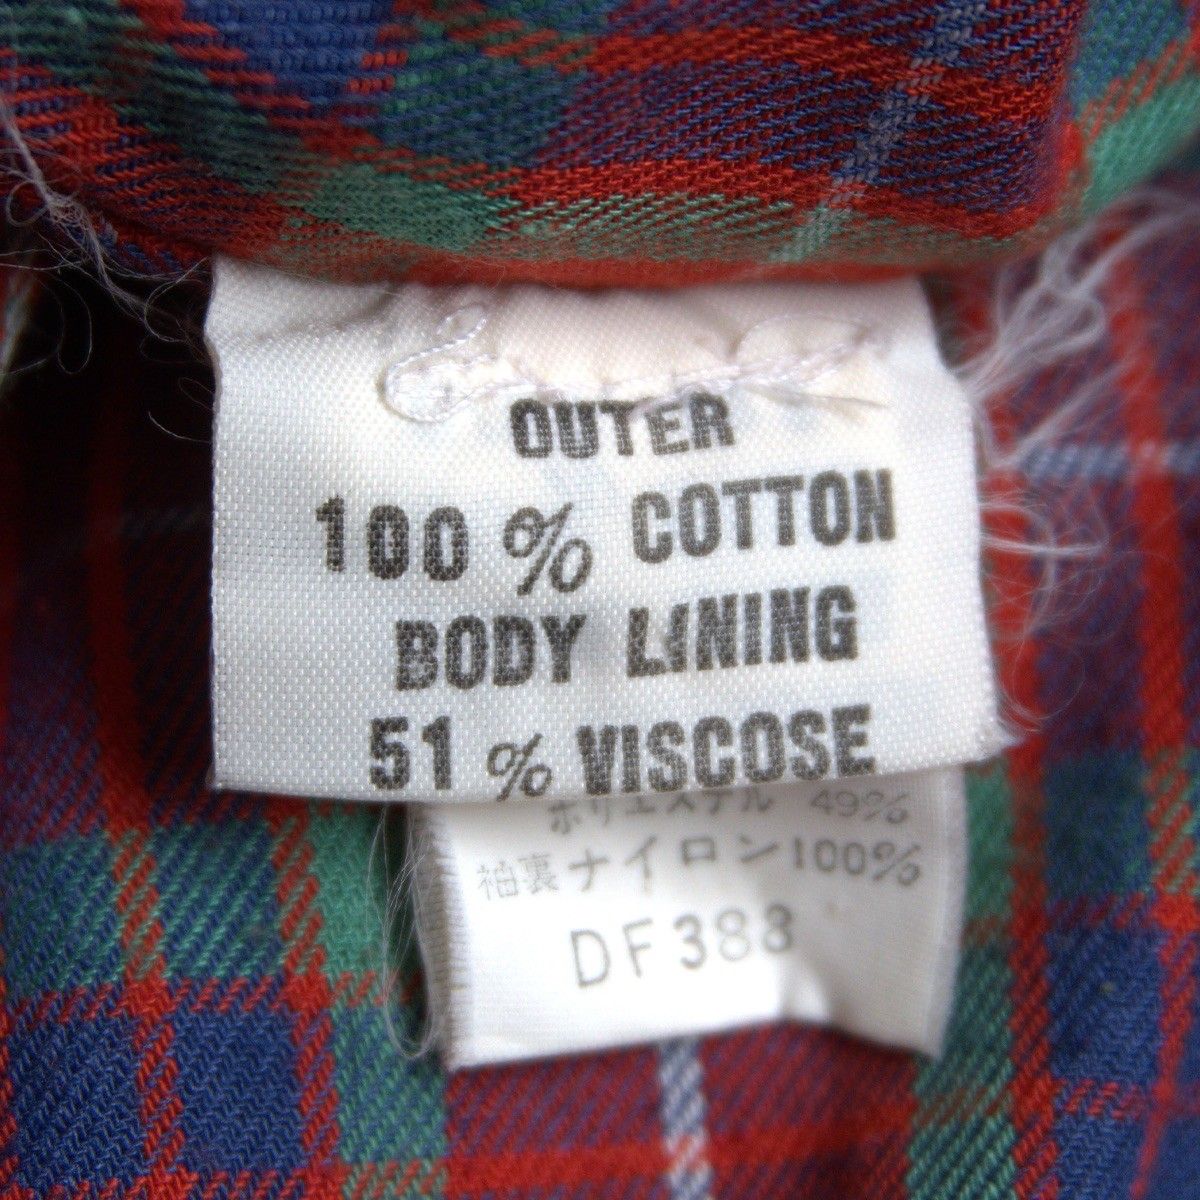 OUTER
100% COTTON
BODY LINING
51% VISCOSE
ポリエステル 49%
袖裏ナイロン100%
DF388